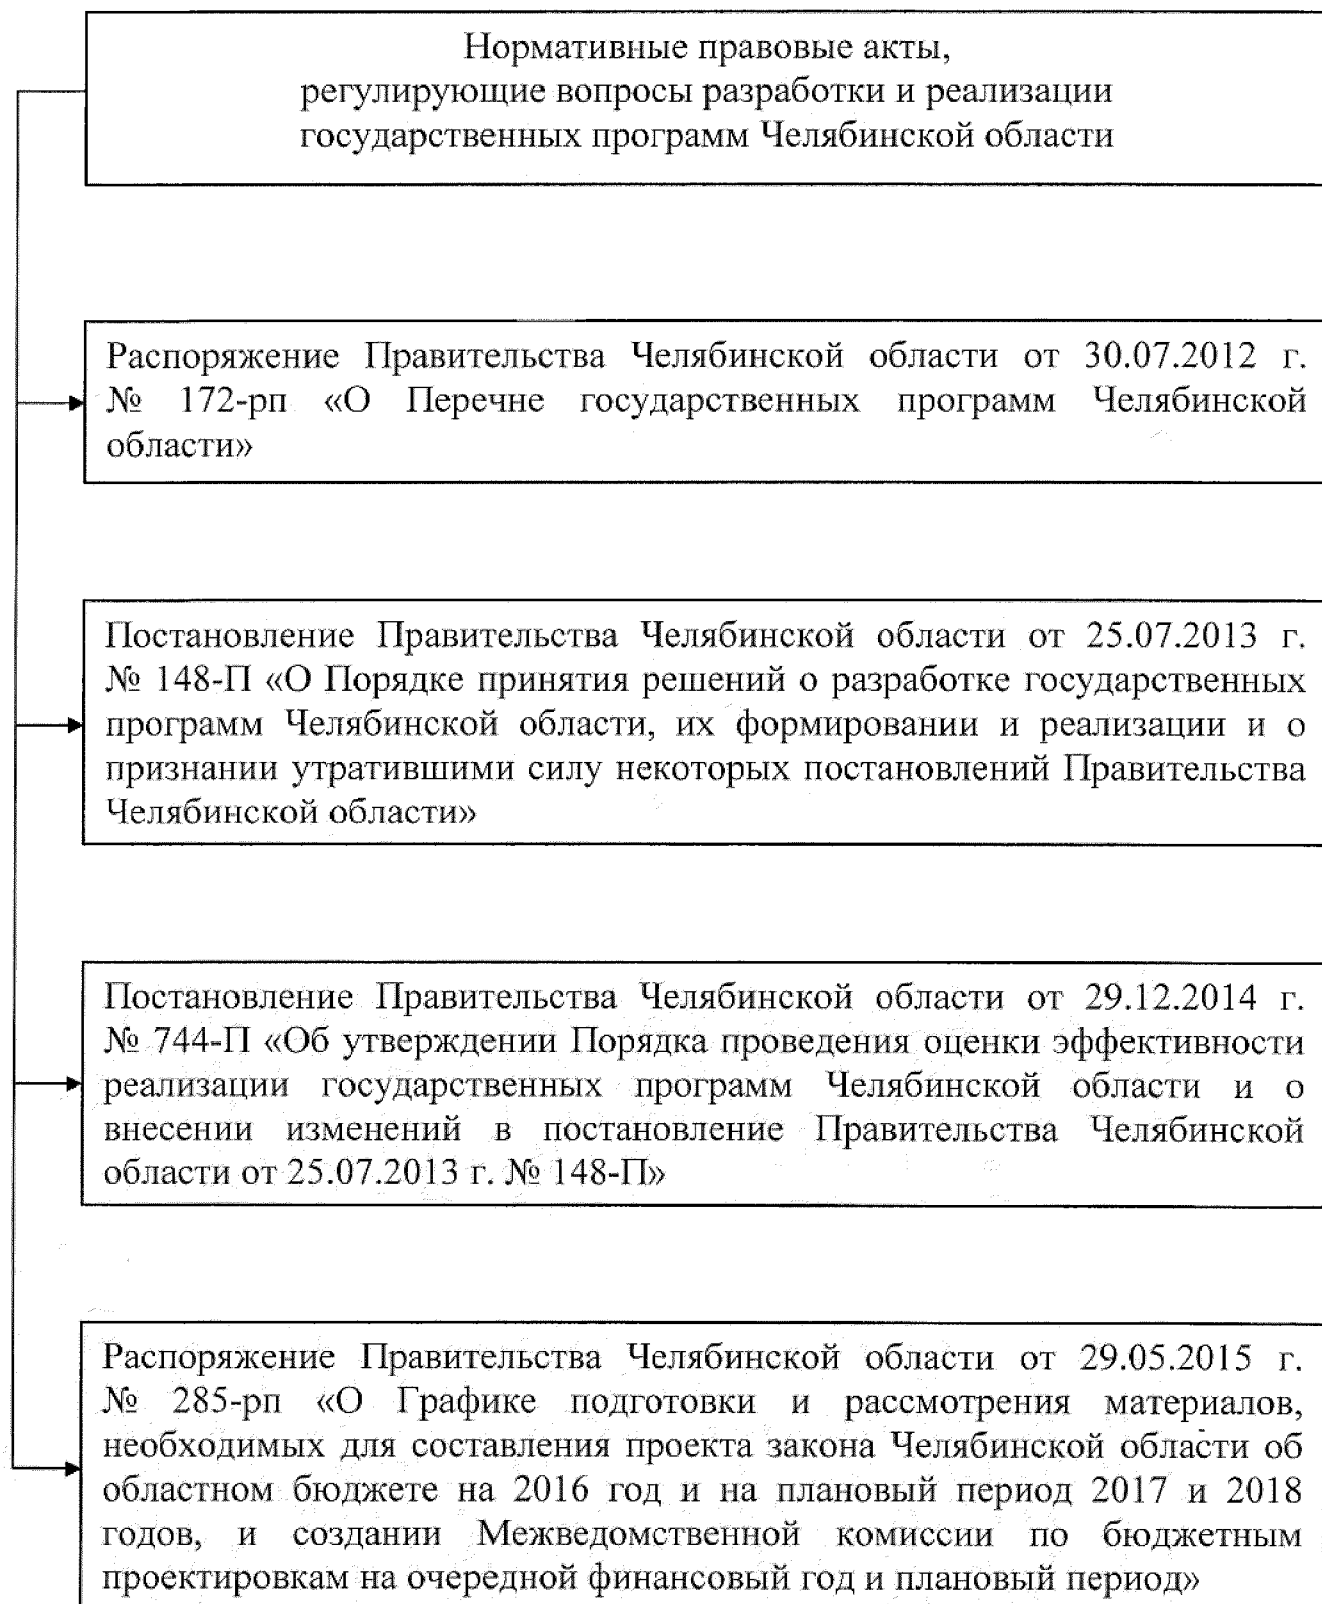 Нормативные правовые акты,
регулирующие вопросы разработки и реализации
государственных программ Челябинской области
Распоряжение Правительства Челябинской области от 30.07.2012 г.
№ 172-рп «О Перечне государственных программ Челябинской
области»
Постановление Правительства Челябинской области от 25.07.2013 г.
№ 148-П «О Порядке принятия решений о разработке государственных
программ Челябинской области, их формировании и реализации и о
признании утратившими силу некоторых постановлений Правительства
Челябинской области»
Постановление Правительства Челябинской области от 29.12.2014 г.
№ 744-П «Об утверждении Порядка проведения оценки эффективности
реализации государственных программ Челябинской области и о
внесении изменений в постановление Правительства Челябинской
области от 25.07.2013 г. № 148-П»
Распоряжение Правительства Челябинской области от 29.05.2015 г.
№ 285-рп «О Графике подготовки и рассмотрения материалов,
необходимых для составления проекта закона Челябинской области об
областном бюджете на 2016 год и на плановый период 2017 и 2018
годов, и создании Межведомственной комиссии по бюджетным
проектировкам на очередной финансовый год и плановый период»